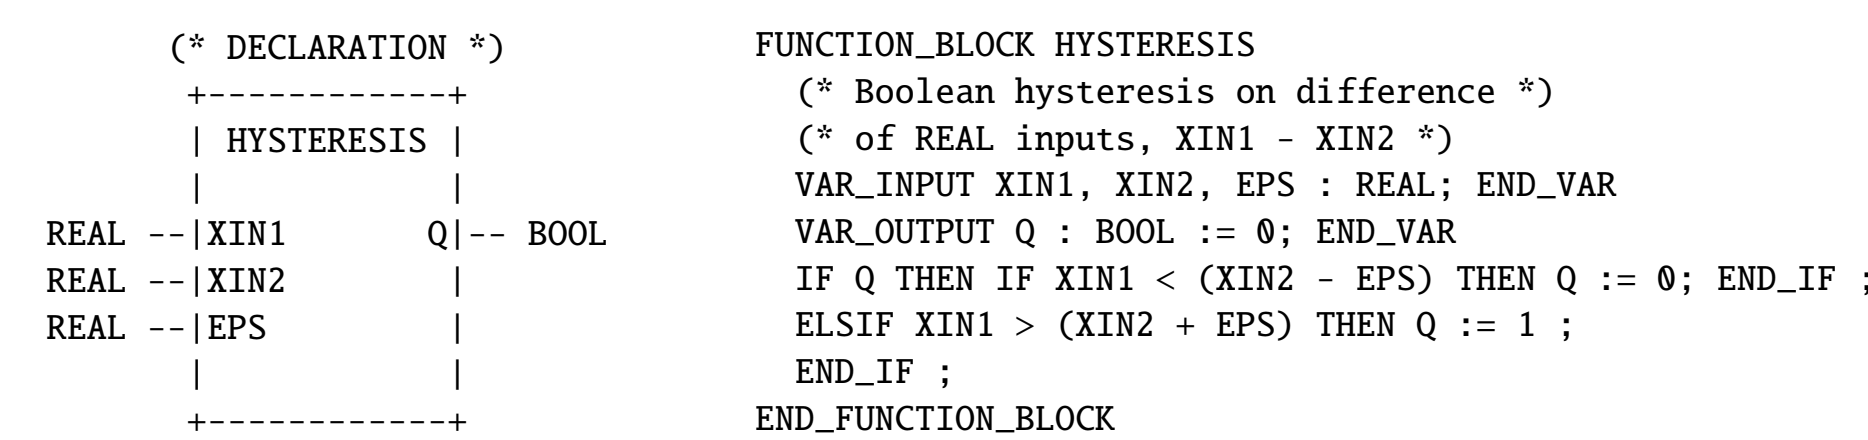 (* DECLARATION *)
+------------+
| HYSTERESIS |
|            |
REAL --|XIN1       Q|-- BOOL
REAL --|XIN2        |
REAL --|EPS         |
|            |
+------------+
FUNCTION_BLOCK HYSTERESIS
(* Boolean hysteresis on difference *)
(* of REAL inputs, XIN1 - XIN2 *)
VAR_INPUT XIN1, XIN2, EPS : REAL; END_VAR
VAR_OUTPUT Q : BOOL := 0; END_VAR
IF Q THEN IF XIN1 < (XIN2 - EPS) THEN Q := 0; END_IF ;
ELSIF XIN1 > (XIN2 + EPS) THEN Q := 1 ;
END_IF ;
END_FUNCTION_BLOCK